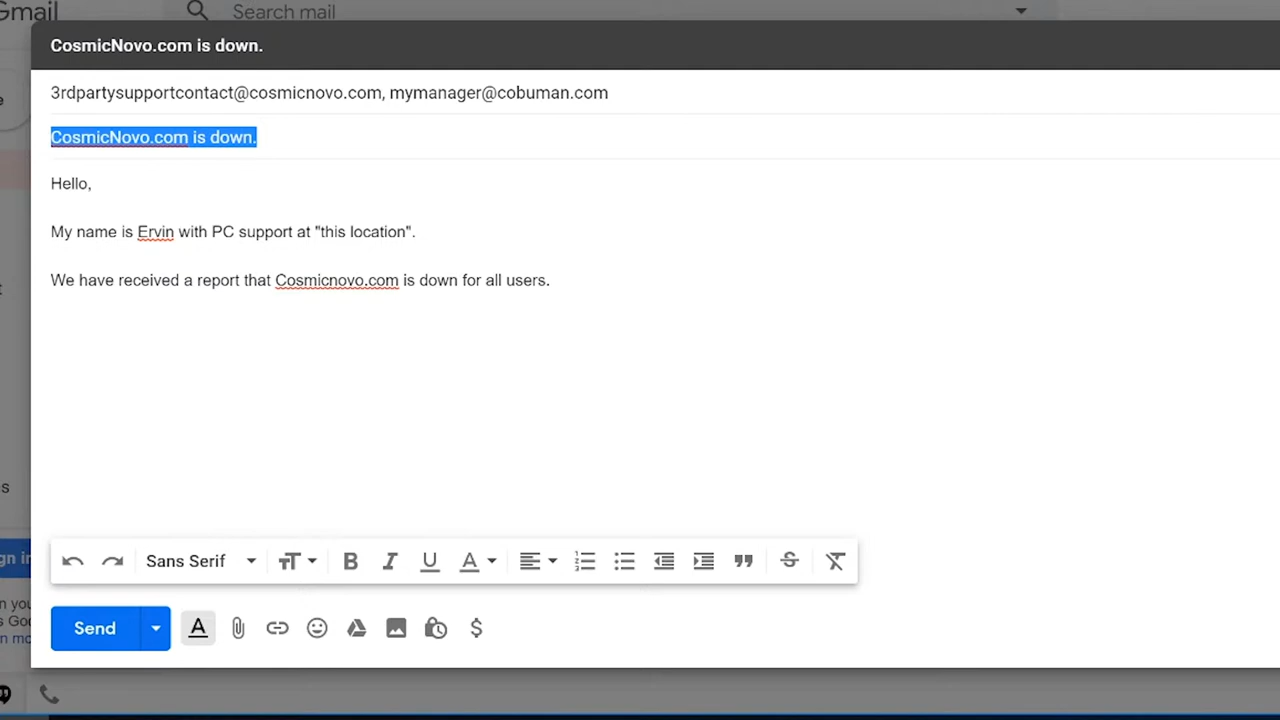 Gmail
Search mail
CosmicNovo.com is down.
3rdpartysupportcontact@cosmicnovo.com, mymanager@cobuman.com
CosmicNovo.com is down.
Hello,
My name is Ervin with PC support at "this location".
We have received a report that Cosmicnovo.com is down for all users.
Sans Serif
Send